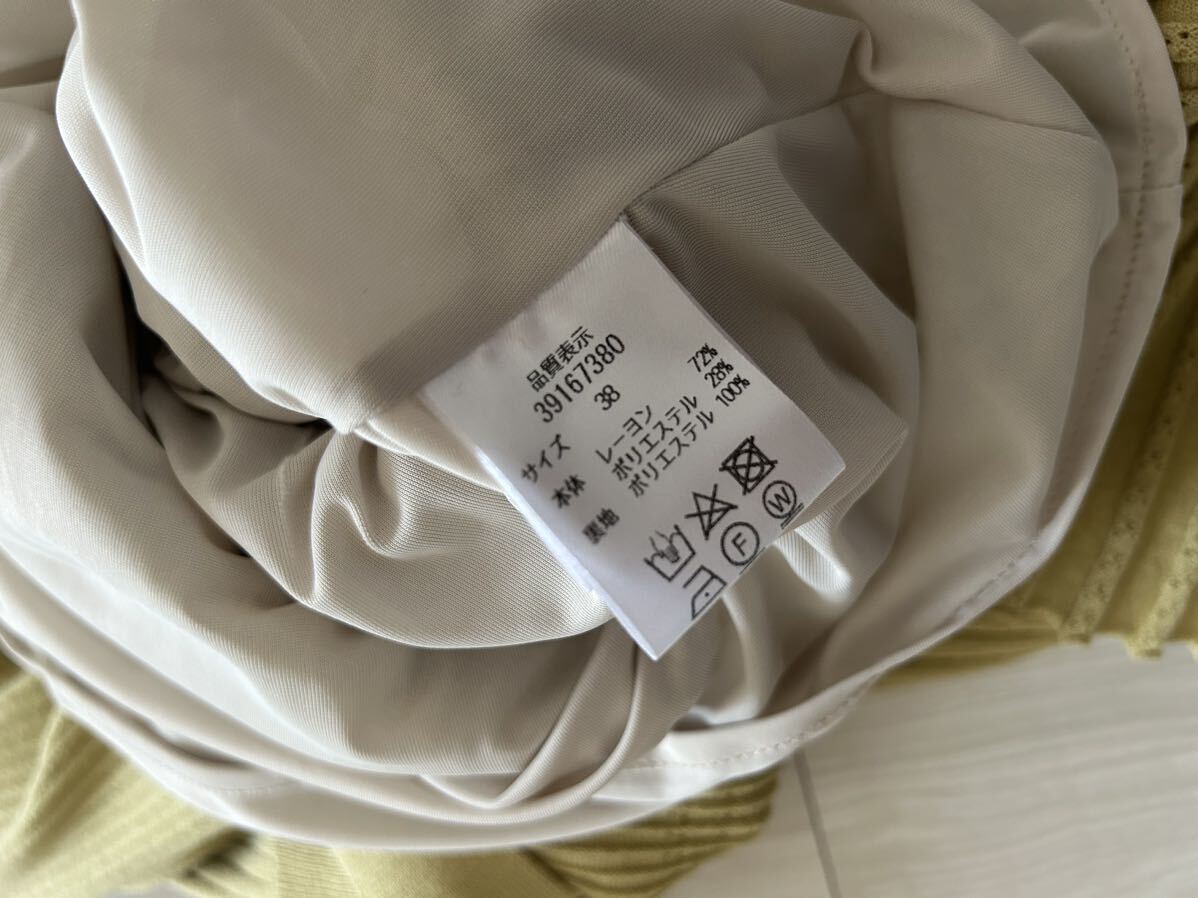 品質表示
39167380
サイズ 38
本体 レーヨン 72%
ポリエステル 28%
裏地 ポリエステル 100%
F W